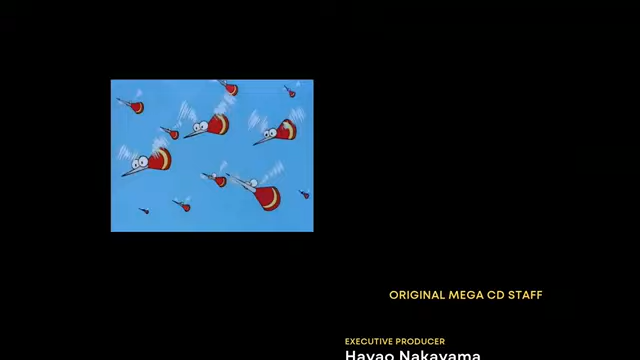 ORIGINAL MEGA CD STAFF
EXECUTIVE PRODUCER
Hayao Nakayama